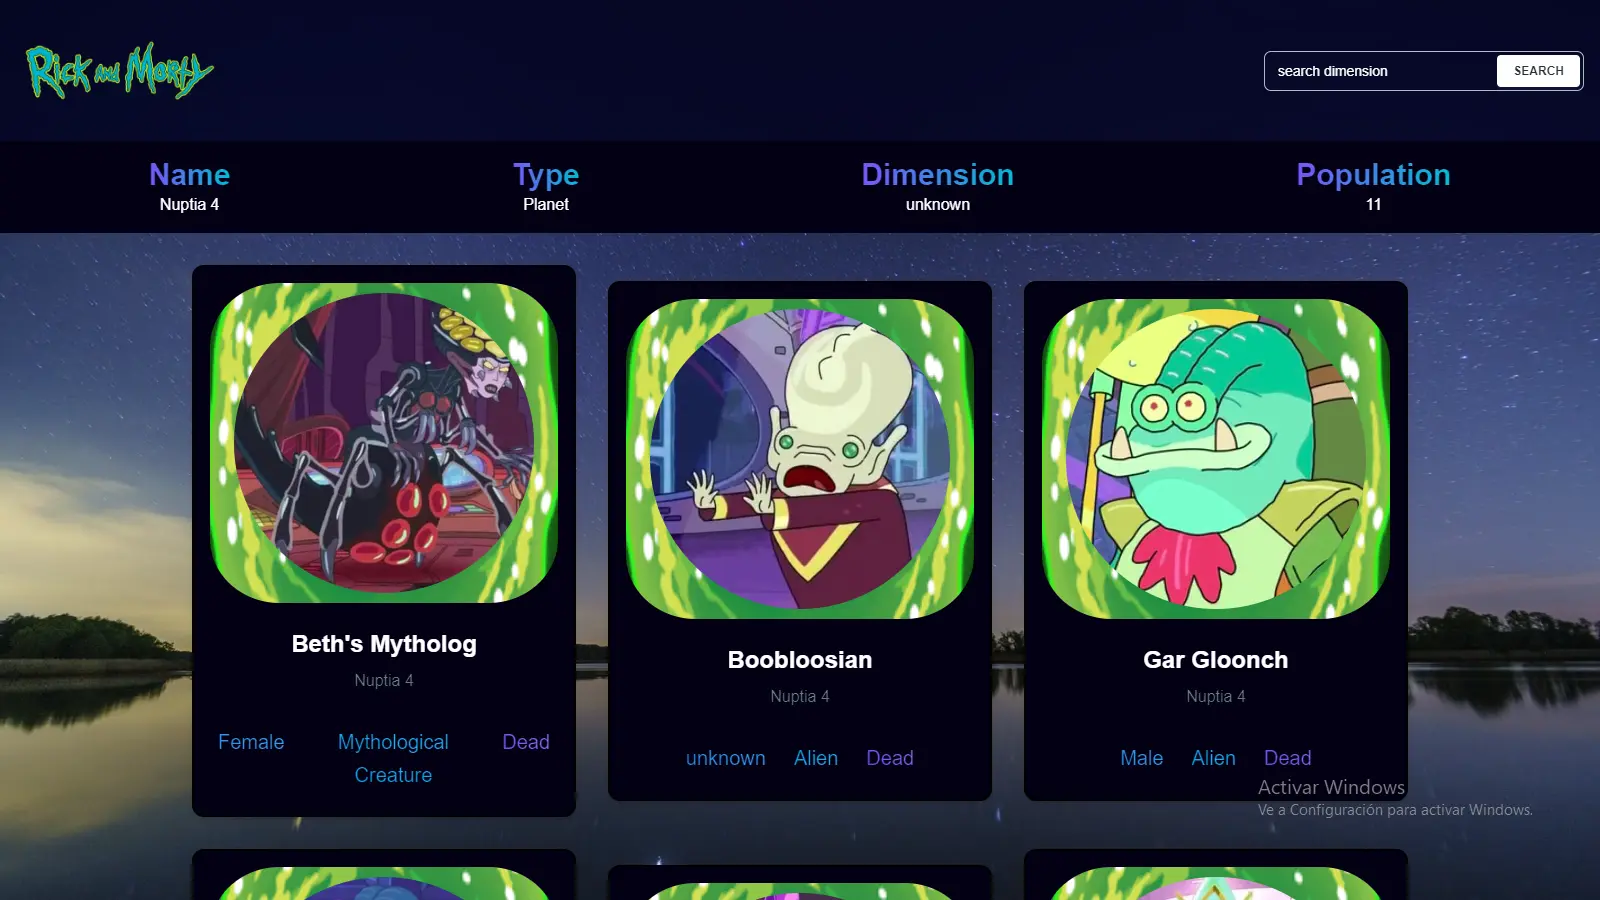 Rick and Morty
search dimension
SEARCH
Name
Type
Dimension
Population
Nuptia 4
Planet
unknown
11
Beth's Mytholog
Nuptia 4
Female
Mythological
Creature
Dead
Boobloosian
Nuptia 4
unknown
Alien
Dead
Gar Gloonch
Nuptia 4
Male
Alien
Dead
Activar Windows
Ve a Configuración para activar Windows.